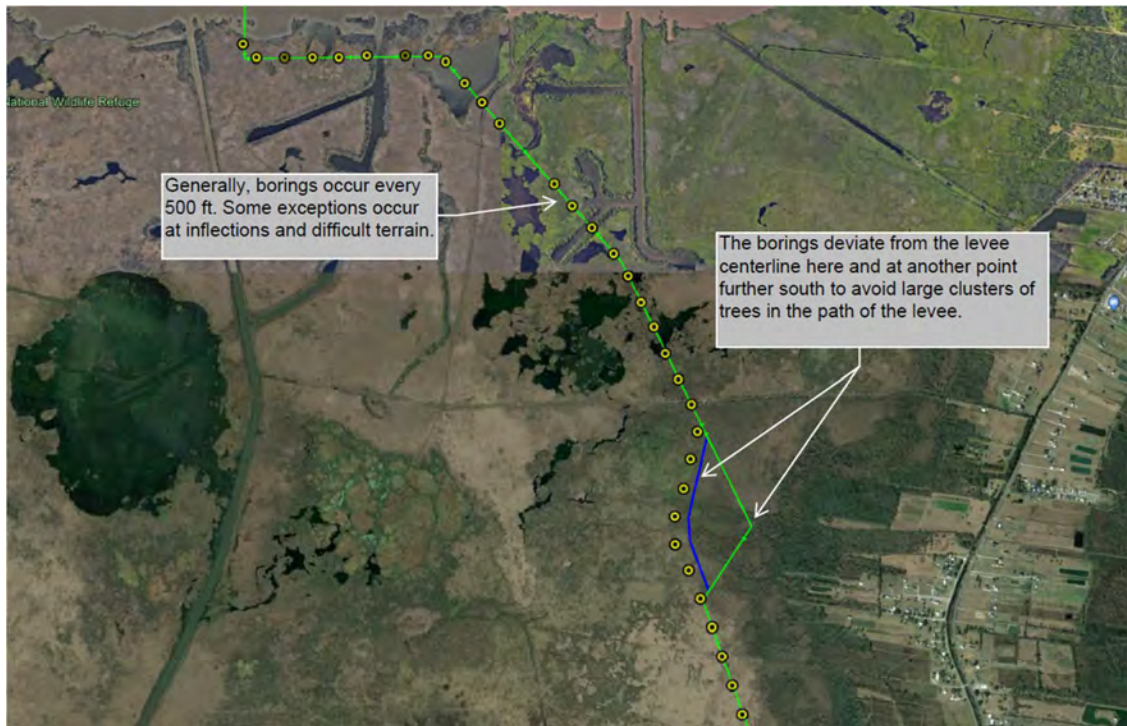 National Wildlife Refuge
Generally, borings occur every
500 ft. Some exceptions occur
at inflections and difficult terrain.
The borings deviate from the levee
centerline here and at another point
further south to avoid large clusters of
trees in the path of the levee.